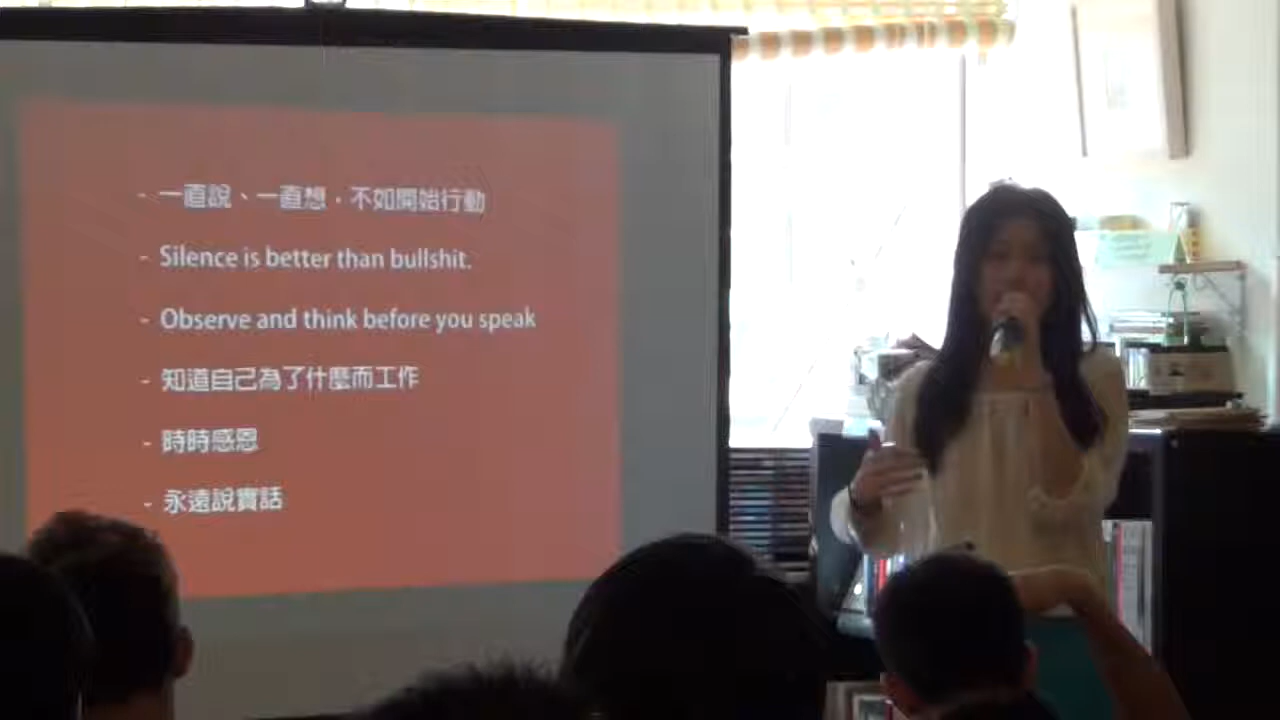 - 一直說、一直想，不如開始行動
- Silence is better than bullshit.
- Observe and think before you speak
- 知道自己為了什麼而工作
- 時時感恩
- 永遠說實話